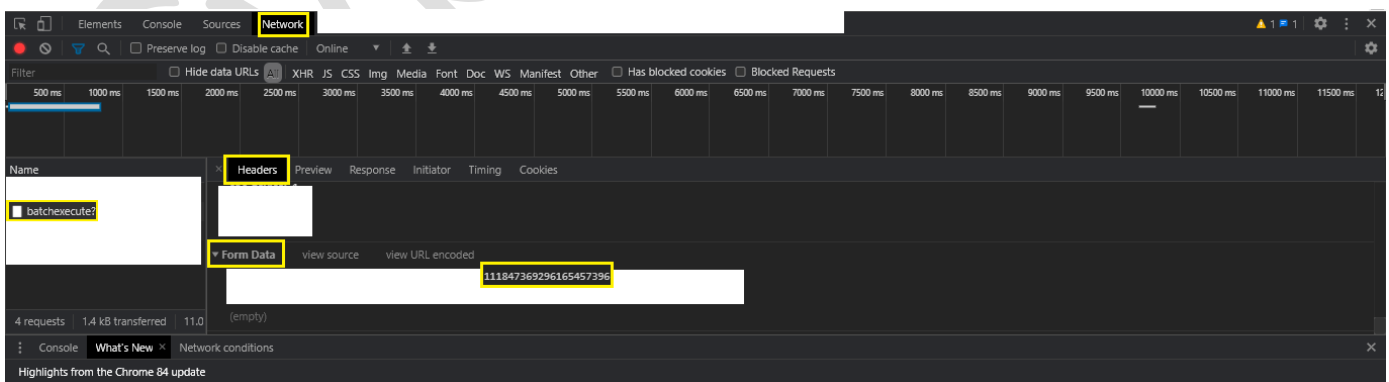 Elements Console Sources Network 1 1
Preserve log Disable cache Online
Filter Hide data URLs All XHR JS CSS Img Media Font Doc WS Manifest Other Has blocked cookies Blocked Requests
500 ms 1000 ms 1500 ms 2000 ms 2500 ms 3000 ms 3500 ms 4000 ms 4500 ms 5000 ms 5500 ms 6000 ms 6500 ms 7000 ms 7500 ms 8000 ms 8500 ms 9000 ms 9500 ms 10000 ms 10500 ms 11000 ms 11500 ms 12
Name × Headers Preview Response Initiator Timing Cookies
batchexecute?
Form Data view source view URL encoded
111847369296165457396
(empty)
4 requests 1.4 kB transferred 11.0
Console What's New × Network conditions ×
Highlights from the Chrome 84 update